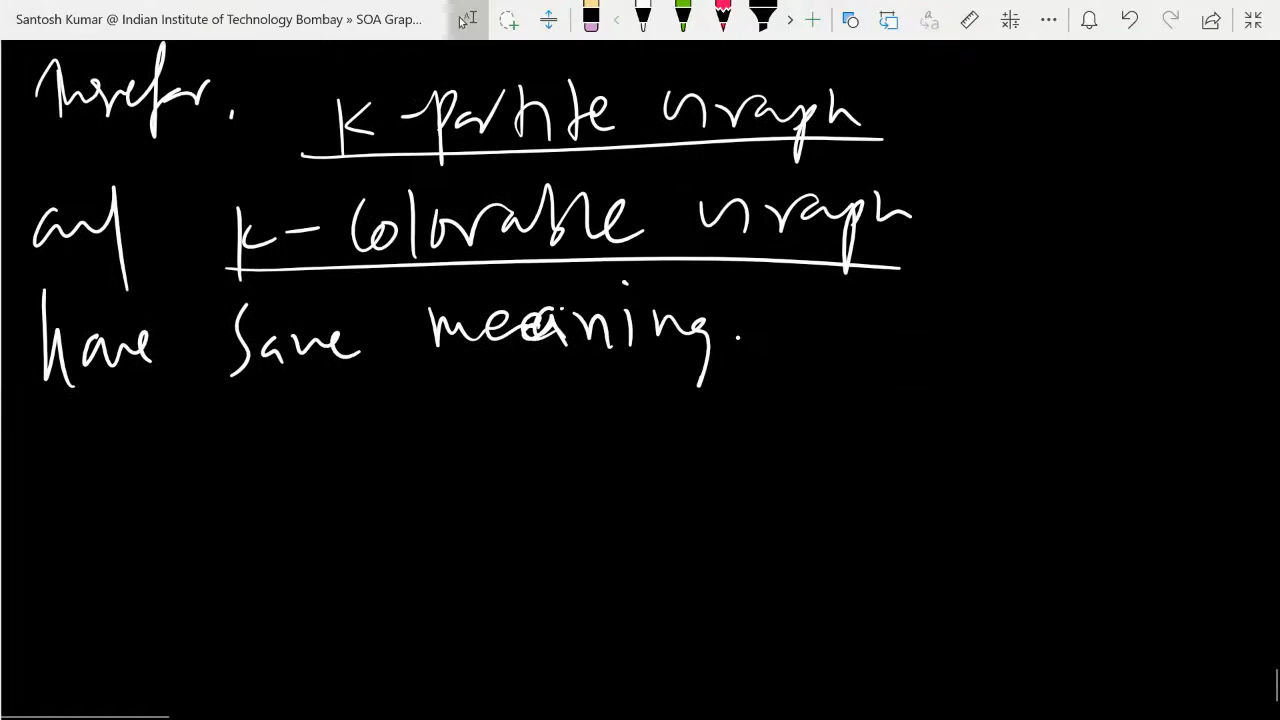 Santosh Kumar @ Indian Institute of Technology Bombay » SOA Grap...
Therefor. k-partite Graph
and k-Colorable Graph
have Same meaning.